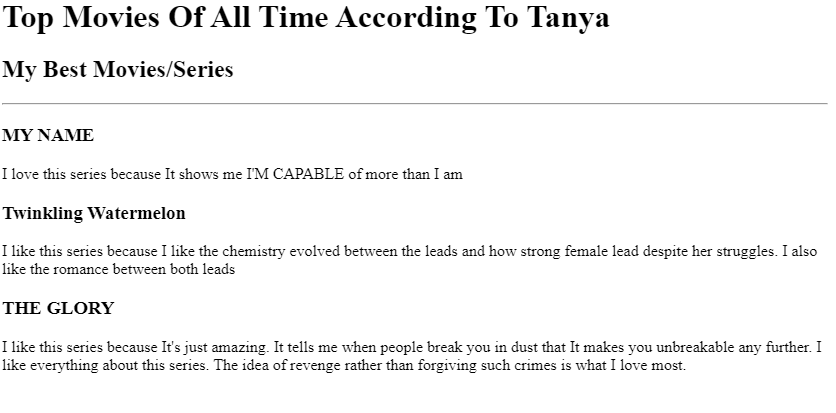 Top Movies Of All Time According To Tanya
My Best Movies/Series
MY NAME
I love this series because It shows me I'M CAPABLE of more than I am
Twinkling Watermelon
I like this series because I like the chemistry evolved between the leads and how strong female lead despite her struggles. I also
like the romance between both leads
THE GLORY
I like this series because It's just amazing. It tells me when people break you in dust that It makes you unbreakable any further. I
like everything about this series. The idea of revenge rather than forgiving such crimes is what I love most.